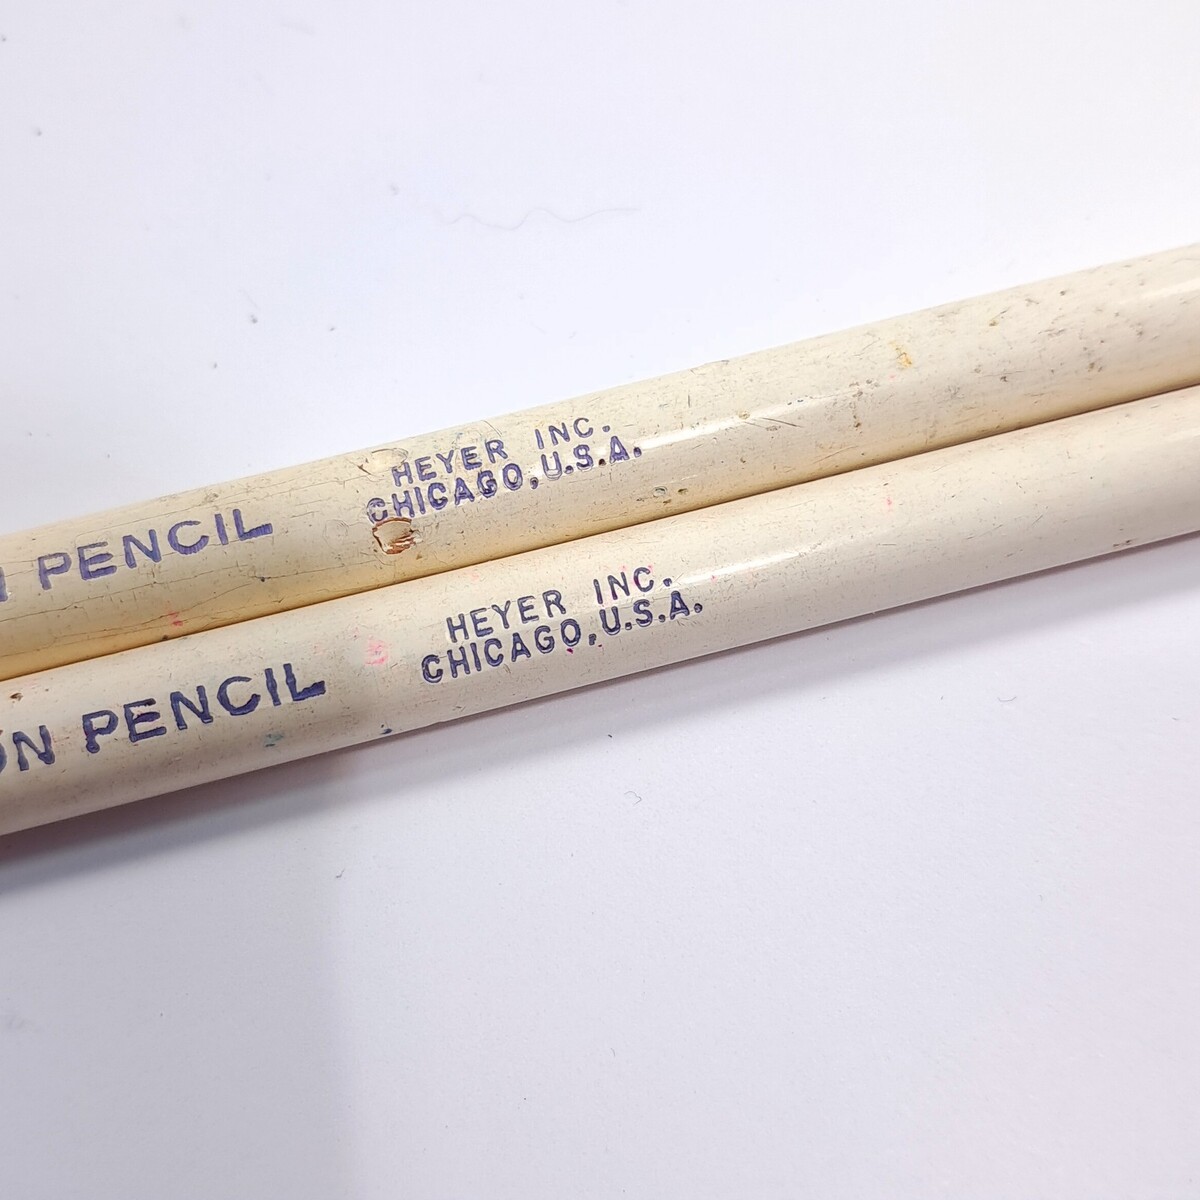 PENCIL
HEYER INC.
CHICAGO, U.S.A.
PENCIL
HEYER INC.
CHICAGO, U.S.A.